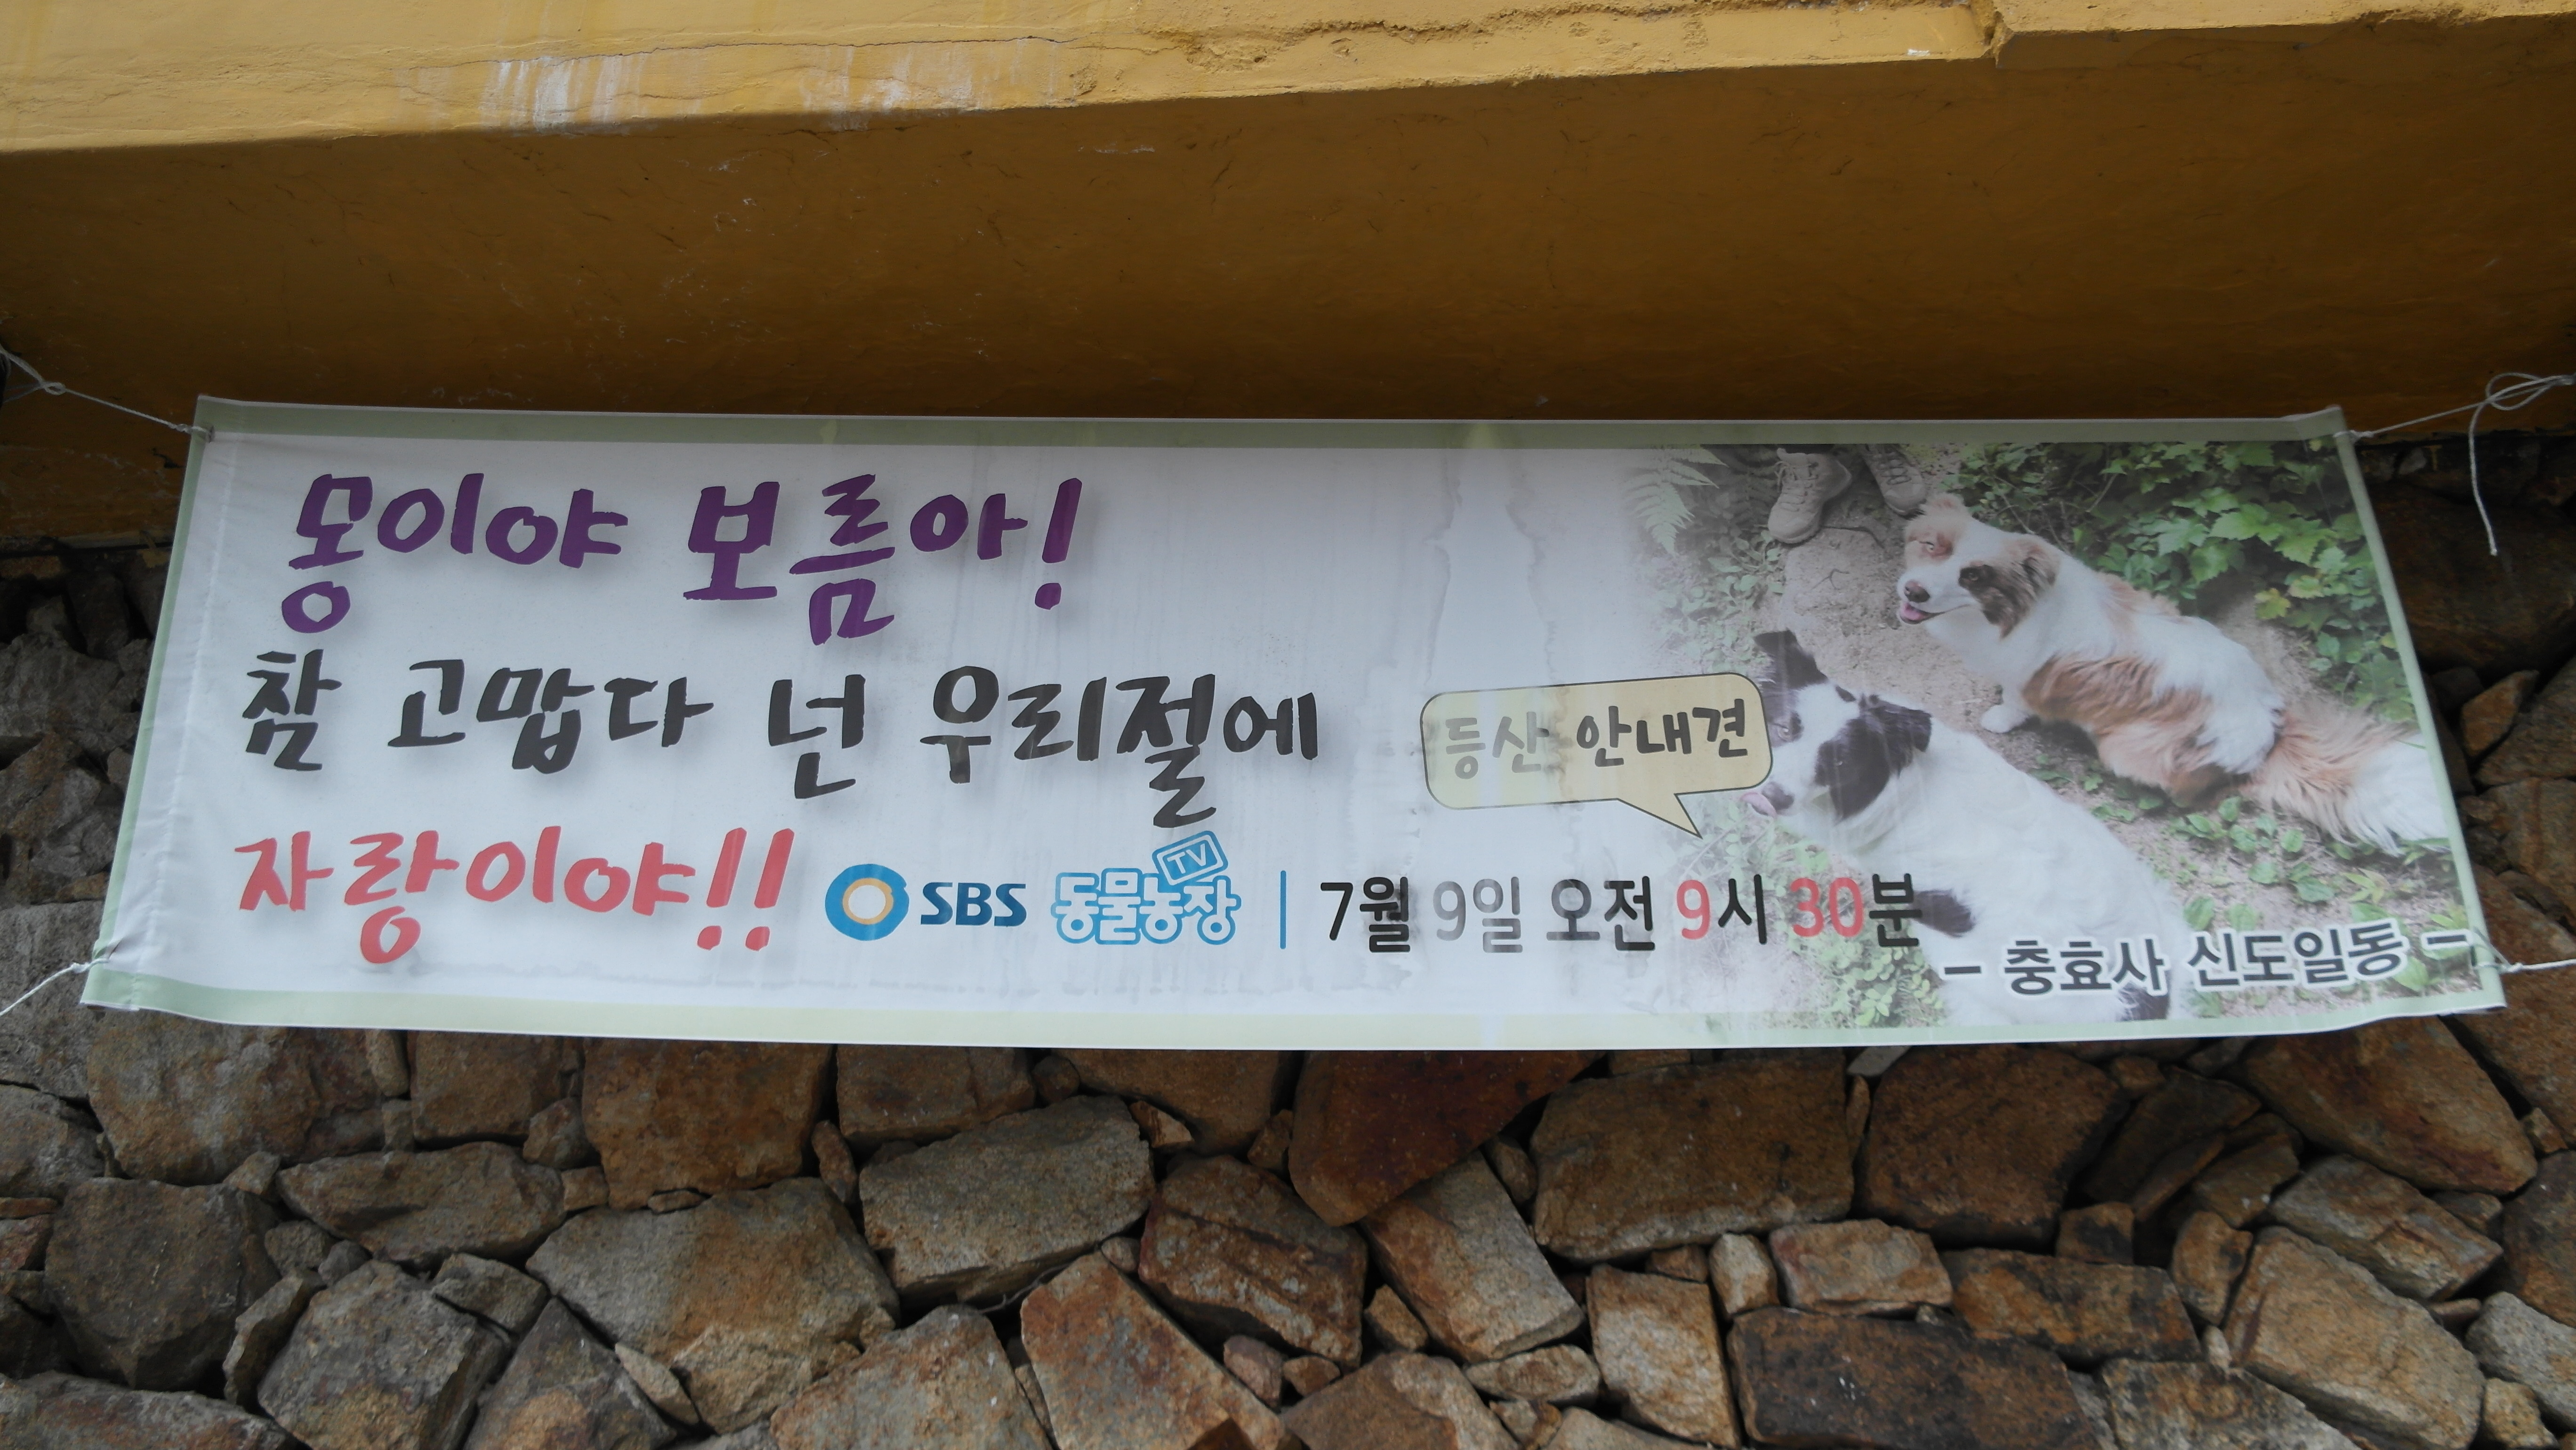 몽이야 보름아!
참 고맙다 넌 우리절에
자랑이야!!
SBS TV 동물농장 | 7월 9일 오전 9시 30분
등산 안내견
- 충효사 신도일동 -